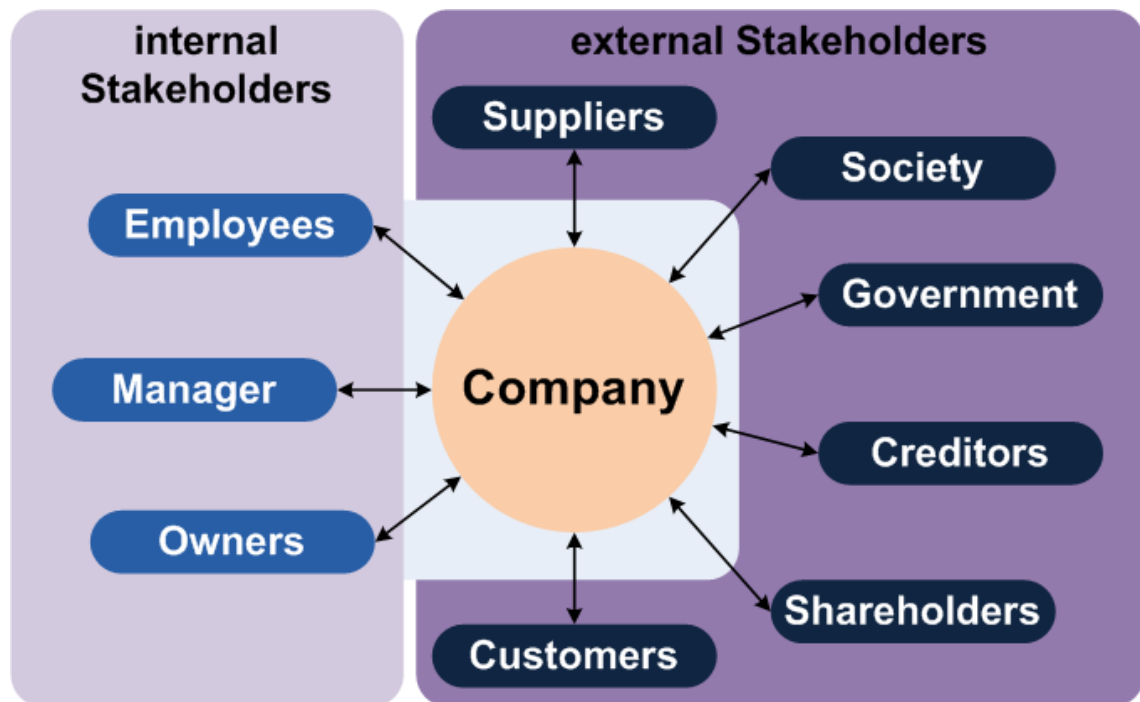 internal
Stakeholders
external Stakeholders
Suppliers
Society
Employees
Government
Manager
Company
Creditors
Owners
Shareholders
Customers